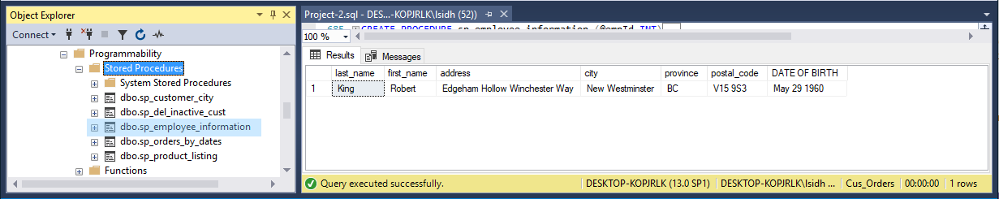 Object Explorer
Connect
Programmability
Stored Procedures
System Stored Procedures
dbo.sp_customer_city
dbo.sp_del_inactive_cust
dbo.sp_employee_information
dbo.sp_orders_by_dates
dbo.sp_product_listing
Functions
Project-2.sql - DES...-KOPJRLK\lsidh (52))
685 CREATE PROCEDURE sp_employee_information (@empId INT)...
100 %
Results Messages
last_name first_name address city province postal_code DATE OF BIRTH
1 King Robert Edgeham Hollow Winchester Way New Westminster BC V15 9S3 May 29 1960
Query executed successfully. DESKTOP-KOPJRLK (13.0 SP1) DESKTOP-KOPJRLK\lsidh ... Cus_Orders 00:00:00 1 rows